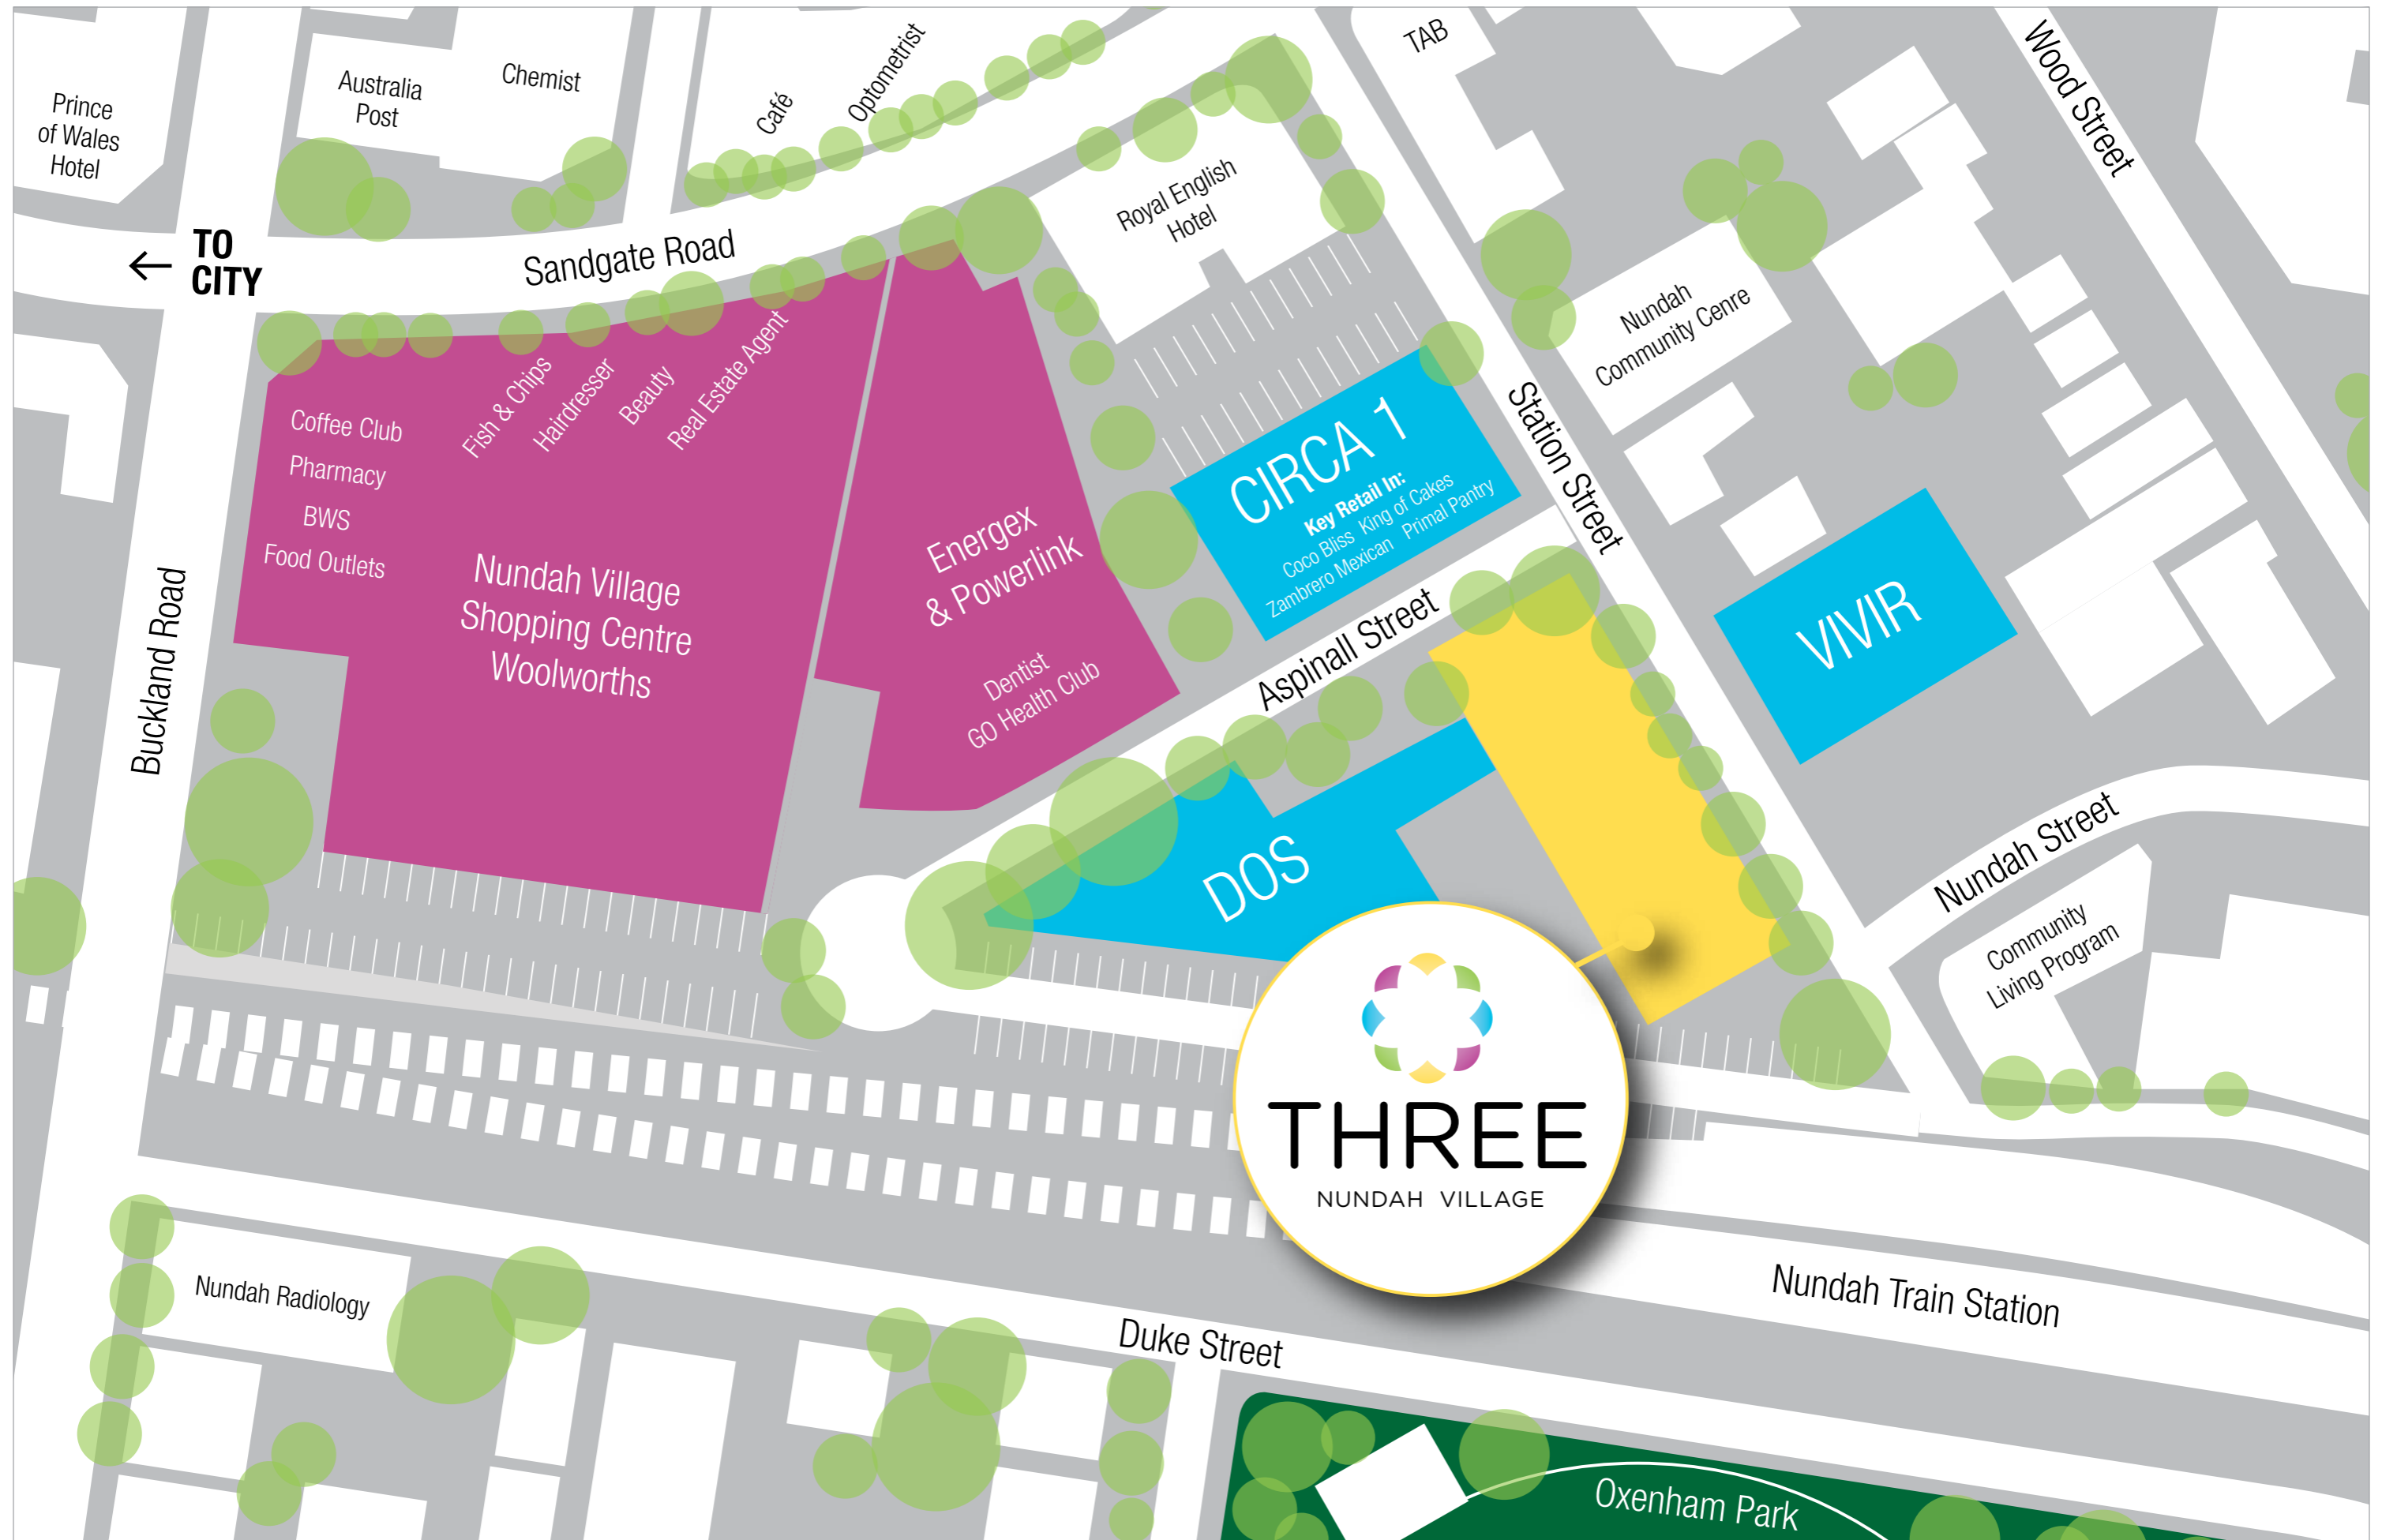 Prince
of Wales
Hotel
Australia
Post
Chemist
Café
Optometrist
TAB
Wood Street
Royal English
Hotel
← TO
CITY
Sandgate Road
Nundah
Community Cenre
Fish & Chips
Hairdresser
Beauty
Real Estate Agent
Coffee Club
Pharmacy
BWS
Food Outlets
Nundah Village
Shopping Centre
Woolworths
Energex
& Powerlink
Dentist
GO Health Club
CIRCA 1
Key Retail In:
Coco Bliss King of Cakes
Zambrero Mexican Primal Pantry
Station Street
Buckland Road
Aspinall Street
VIVIR
DOS
Nundah Street
Community
Living Program
THREE
NUNDAH VILLAGE
Nundah Train Station
Nundah Radiology
Duke Street
Oxenham Park